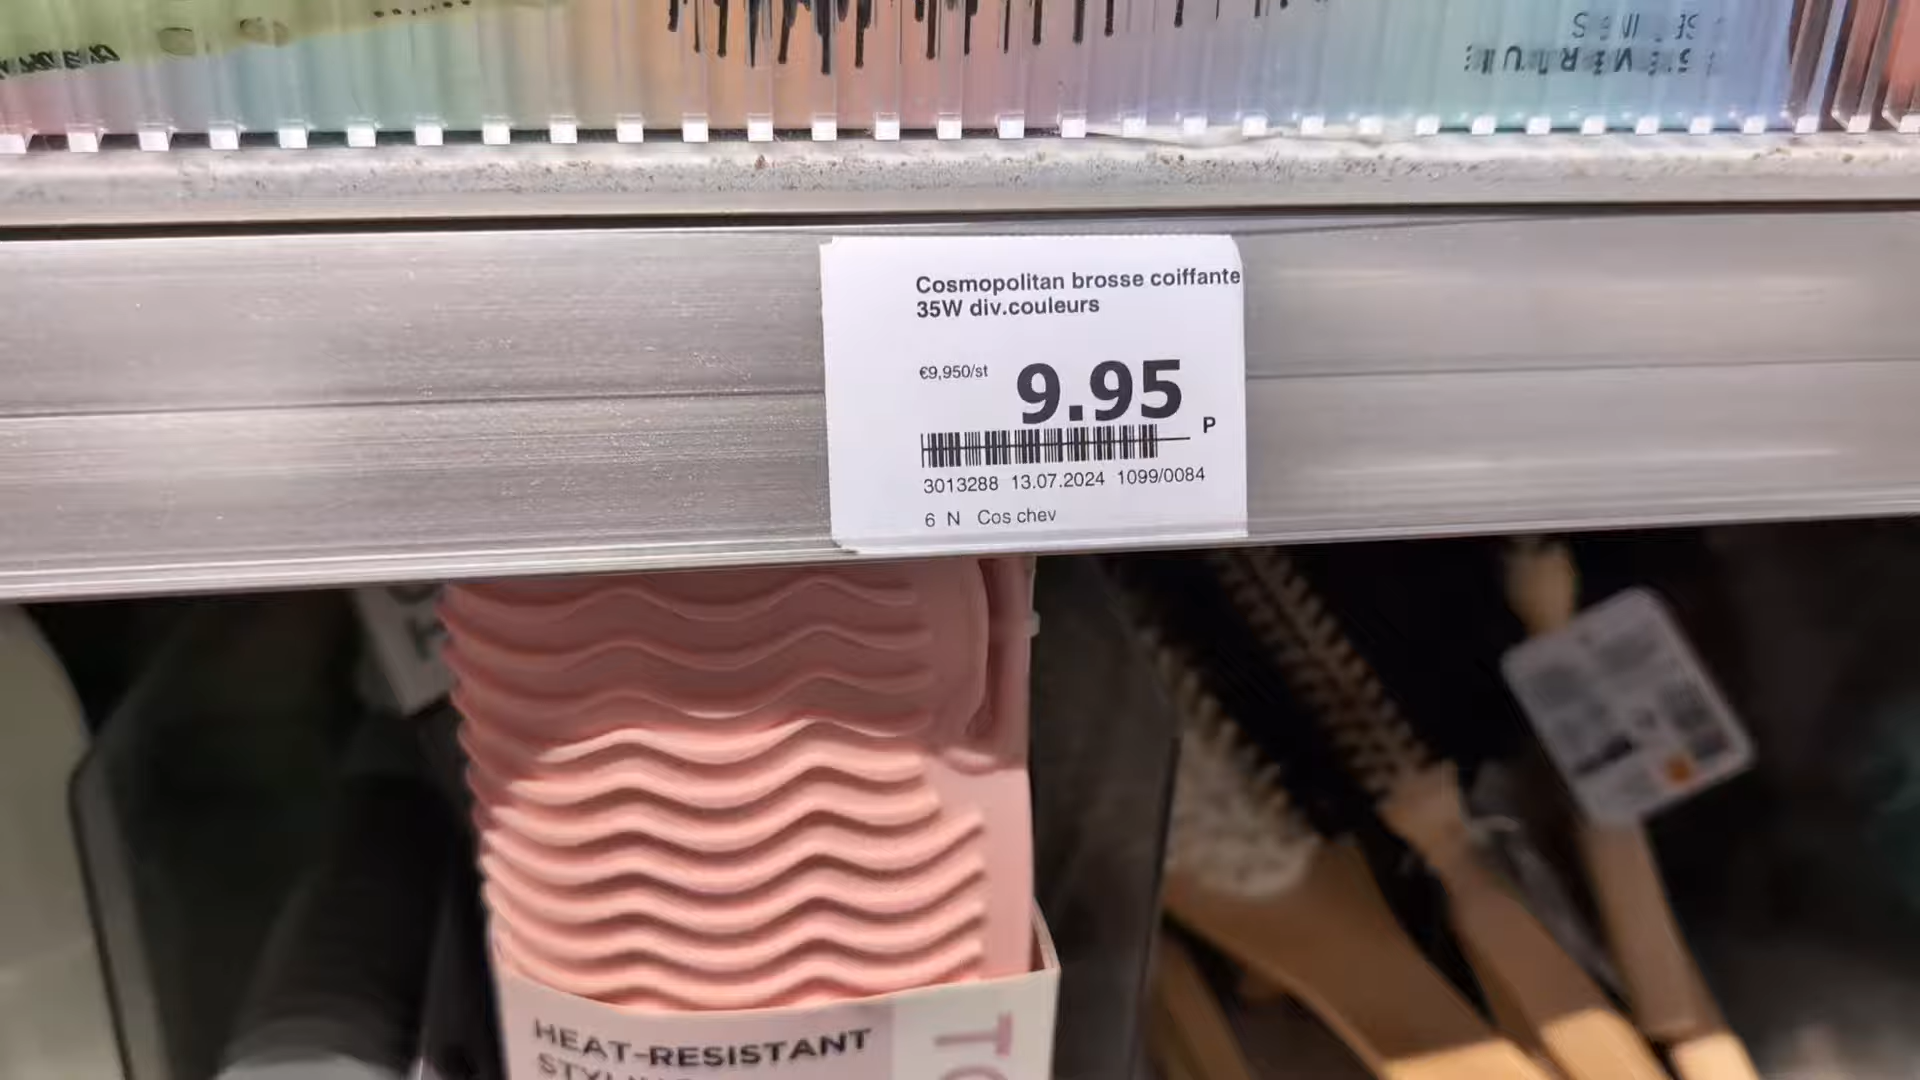 Cosmopolitan brosse coiffante
35W div.couleurs
€9,950/st
9.95
P
3013288 13.07.2024 1099/0084
6 N Cos chev
HEAT-RESISTANT